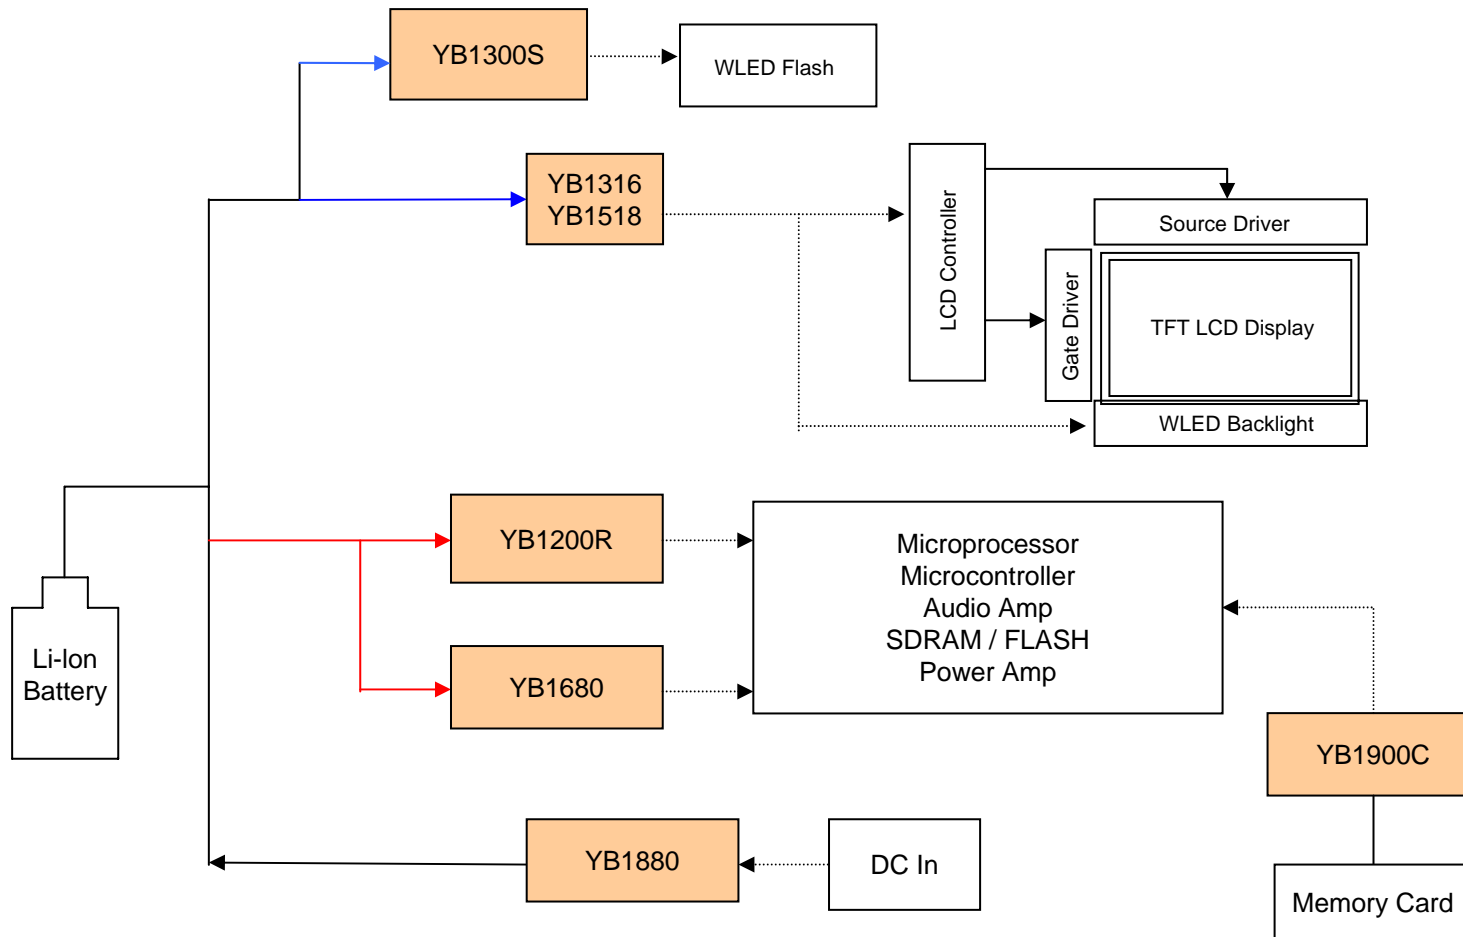 YB1300S
WLED Flash
YB1316
YB1518
LCD Controller
Source Driver
Gate Driver
TFT LCD Display
WLED Backlight
YB1200R
Microprocessor
Microcontroller
Audio Amp
SDRAM / FLASH
Power Amp
Li-Ion
Battery
YB1680
YB1900C
YB1880
DC In
Memory Card